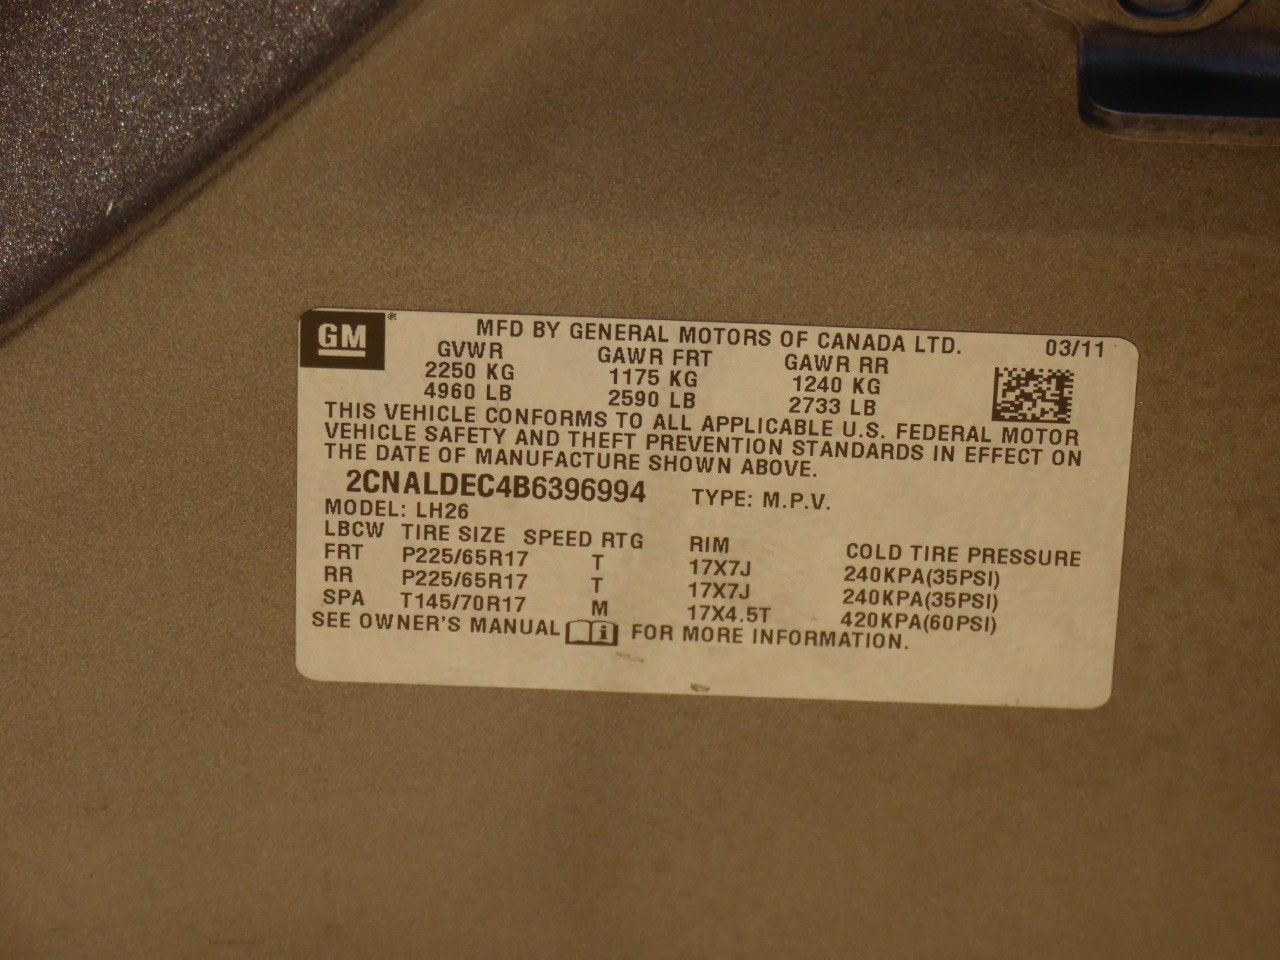 GM ® MFD BY GENERAL MOTORS OF CANADA LTD. 03/11
GVWR GAWR FRT GAWR RR
2250 KG 1175 KG 1240 KG
4960 LB 2590 LB 2733 LB
THIS VEHICLE CONFORMS TO ALL APPLICABLE U.S. FEDERAL MOTOR
VEHICLE SAFETY AND THEFT PREVENTION STANDARDS IN EFFECT ON
THE DATE OF MANUFACTURE SHOWN ABOVE.
2CNALDEC4B6396994 TYPE: M.P.V.
MODEL: LH26
LBCW TIRE SIZE SPEED RTG RIM COLD TIRE PRESSURE
FRT P225/65R17 T 17X7J 240KPA(35PSI)
RR P225/65R17 T 17X7J 240KPA(35PSI)
SPA T145/70R17 M 17X4.5T 420KPA(60PSI)
SEE OWNER'S MANUAL i FOR MORE INFORMATION.